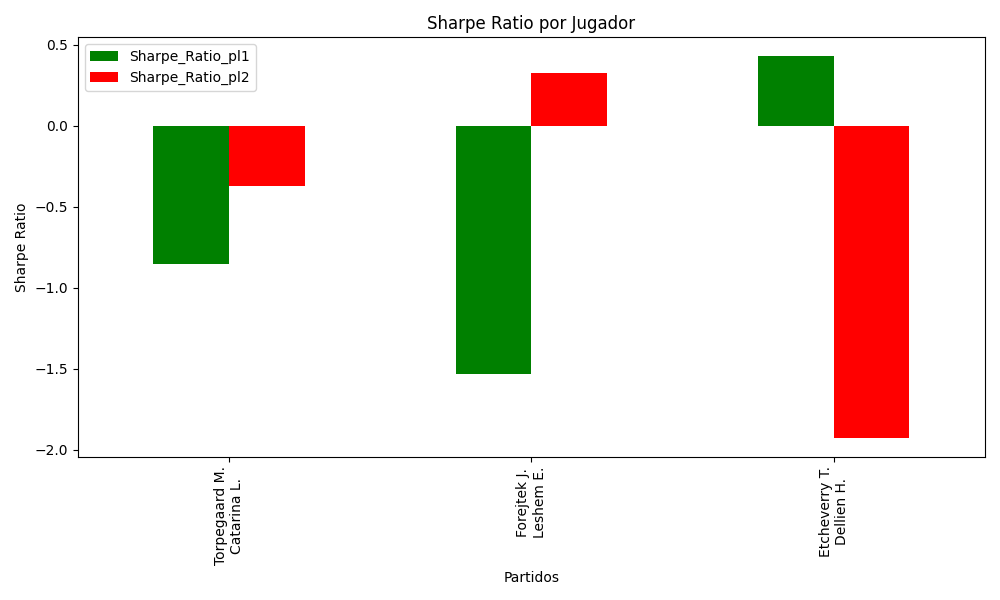 Sharpe Ratio por Jugador
Sharpe_Ratio_pl1
Sharpe_Ratio_pl2
Sharpe Ratio
0.5
0.0
−0.5
−1.0
−1.5
−2.0
Torpegaard M.
Catarina L.
Forejtek J.
Leshem E.
Etcheverry T.
Dellien H.
Partidos